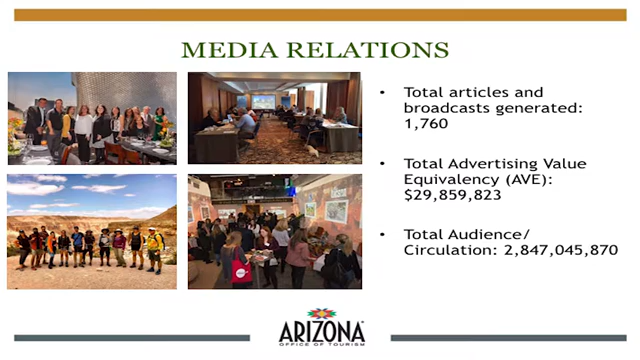 MEDIA RELATIONS
• Total articles and
broadcasts generated:
1,760
• Total Advertising Value
Equivalency (AVE):
$29,859,823
• Total Audience/
Circulation: 2,847,045,870
ARIZONA
OFFICE OF TOURISM